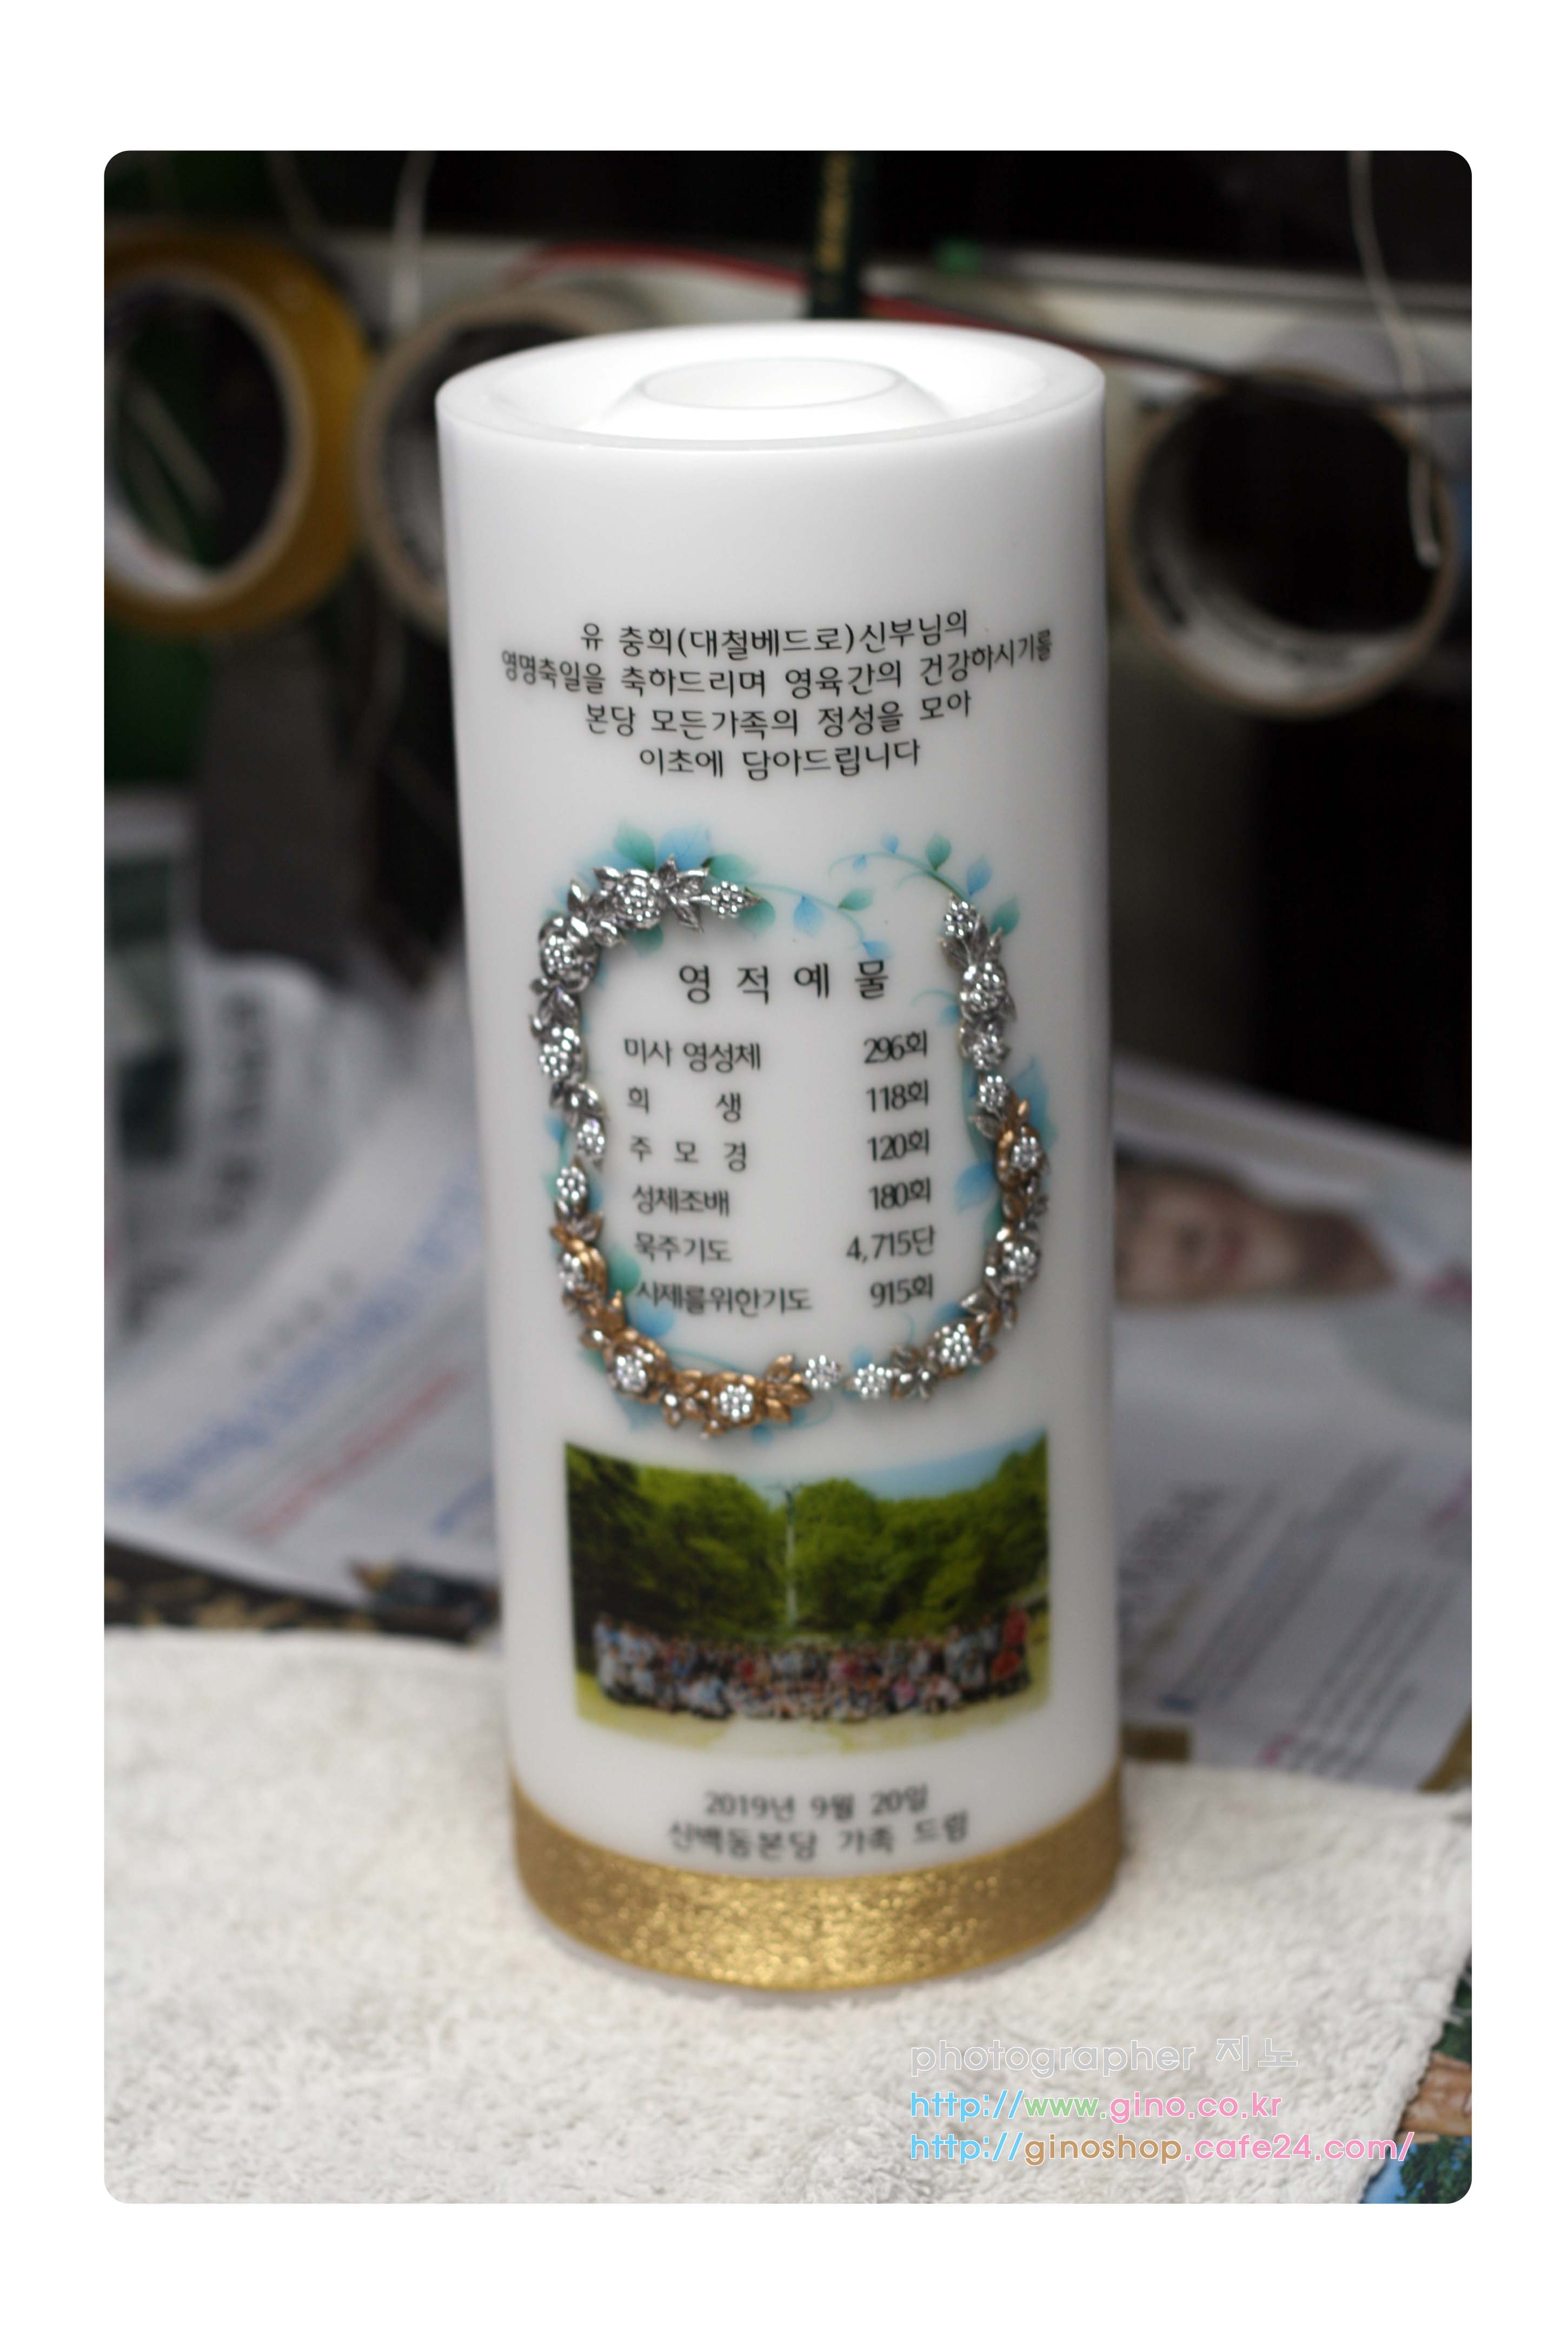 유 충희(대철베드로)신부님의
영명축일을 축하드리며 영육간의 건강하시기를
본당 모든가족의 정성을 모아
이초에 담아드립니다
영 적 예 물
미사 영성체 296회
희 생 118회
주 모 경 120회
성체조배 180회
묵주기도 4,715단
사제를위한기도 915회
2019년 9월 20일
신백동본당 가족 드림
photographer 지노
http://www.gino.co.kr
http://ginoshop.cafe24.com/